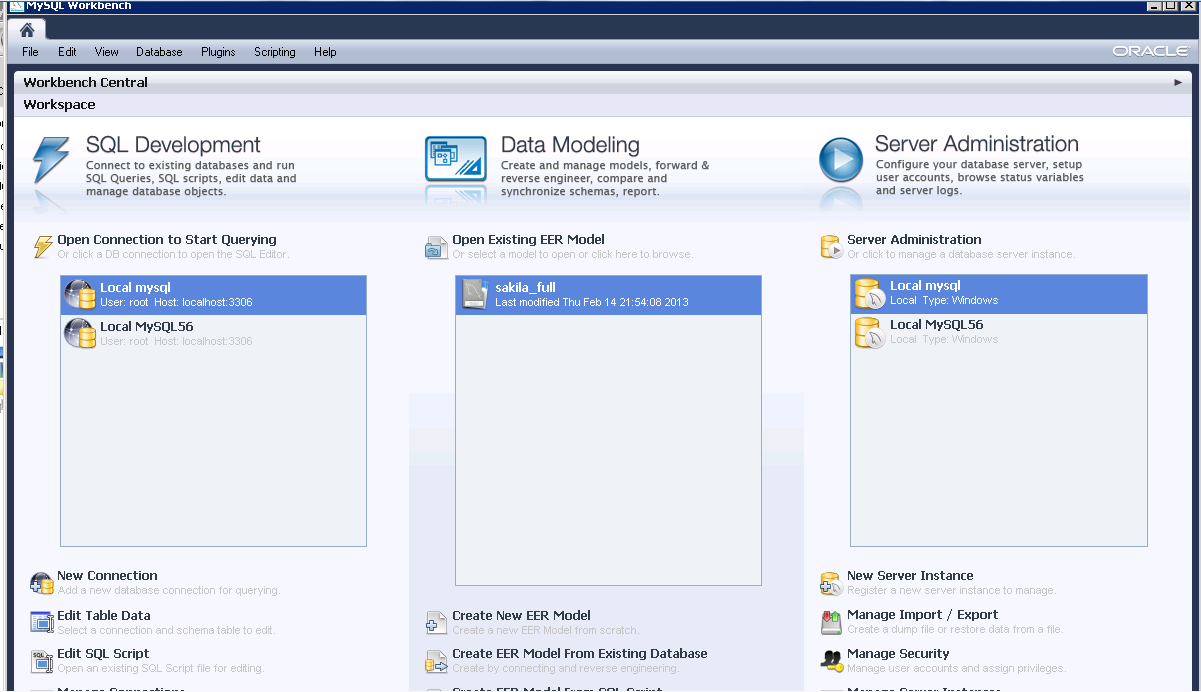 MySQL Workbench
File Edit View Database Plugins Scripting Help
ORACLE
Workbench Central
Workspace
SQL Development
Connect to existing databases and run
SQL Queries, SQL scripts, edit data and
manage database objects.
Open Connection to Start Querying
Or click a DB connection to open the SQL Editor.
Local mysql
User: root Host: localhost:3306
Local MySQL56
User: root Host: localhost:3306
New Connection
Add a new database connection for querying.
Edit Table Data
Select a connection and schema table to edit.
Edit SQL Script
Open an existing SQL Script file for editing.
Manage Connections
Data Modeling
Create and manage models, forward &
reverse engineer, compare and
synchronize schemas, report.
Open Existing EER Model
Or select a model to open or click here to browse.
sakila_full
Last modified Thu Feb 14 21:54:08 2013
Create New EER Model
Create a new EER Model from scratch.
Create EER Model From Existing Database
Create by connecting and reverse engineering.
Create EER Model From SQL Script
Server Administration
Configure your database server, setup
user accounts, browse status variables
and server logs.
Server Administration
Or click to manage a database server instance.
Local mysql
Local Type: Windows
Local MySQL56
Local Type: Windows
New Server Instance
Register a new server instance to manage.
Manage Import / Export
Create a dump file or restore data from a file.
Manage Security
Manage user accounts and assign privileges.
Manage Server Instances